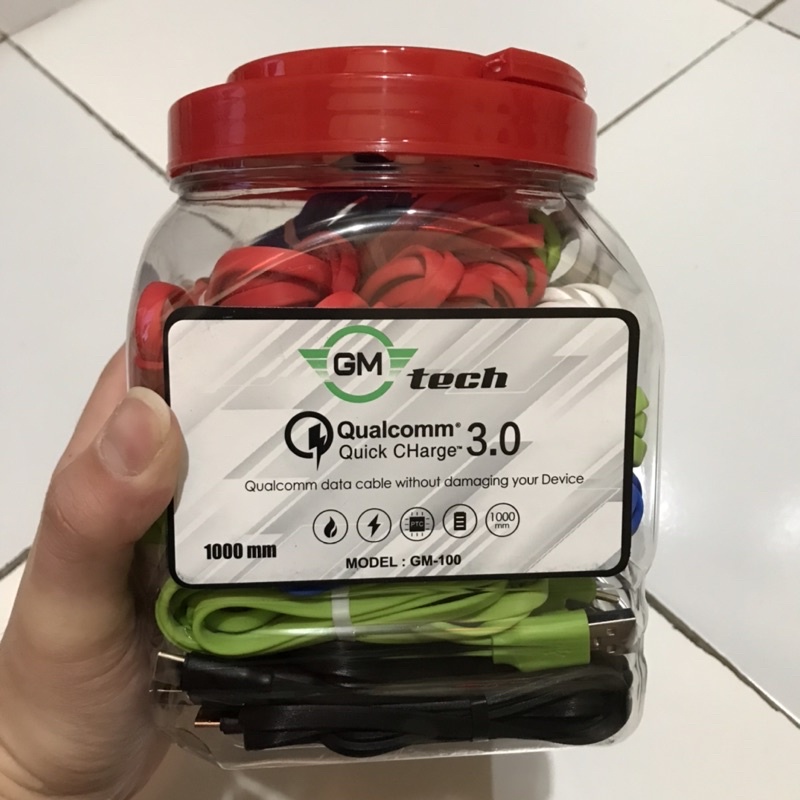 GM tech
Qualcomm® 3.0
Quick CHarge™
Qualcomm data cable without damaging your Device
PTC
1000 mm
1000 mm
MODEL : GM-100